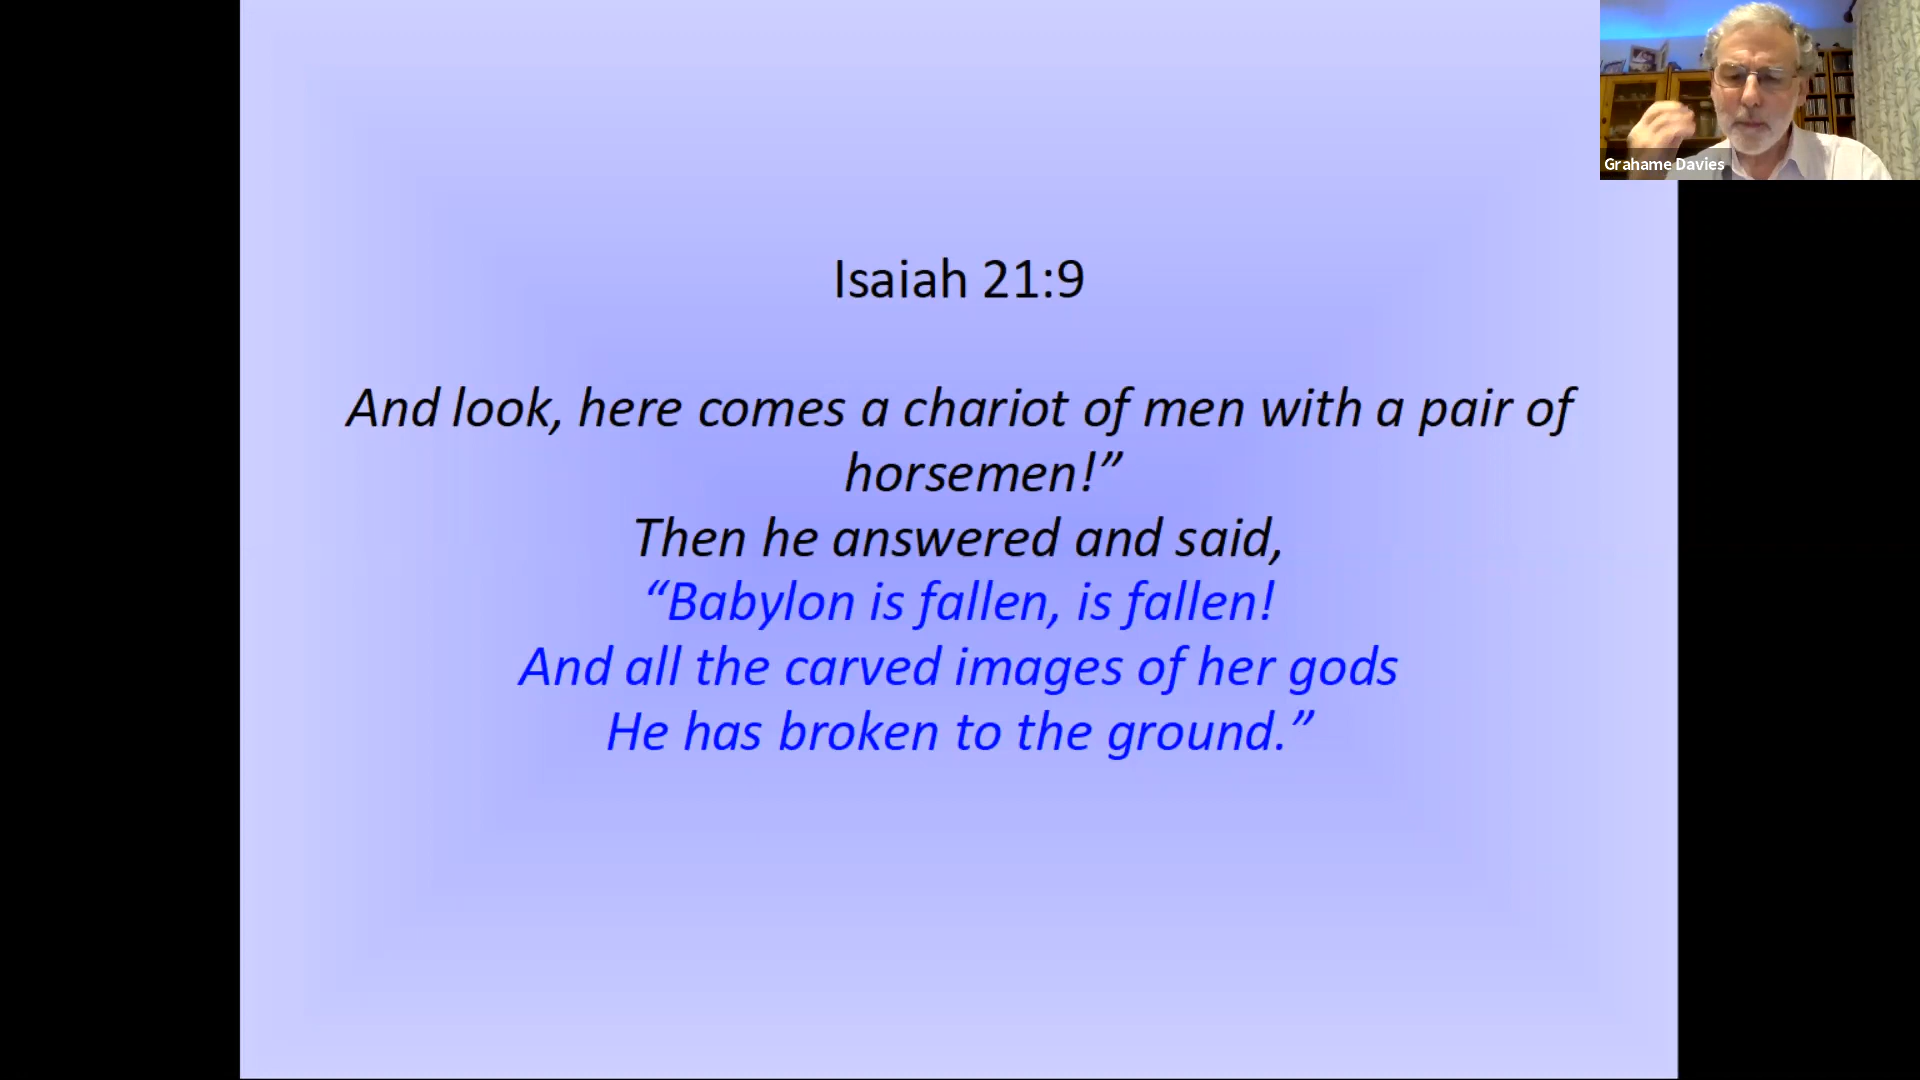 Grahame Davies
Isaiah 21:9
And look, here comes a chariot of men with a pair of
horsemen!”
Then he answered and said,
“Babylon is fallen, is fallen!
And all the carved images of her gods
He has broken to the ground.”